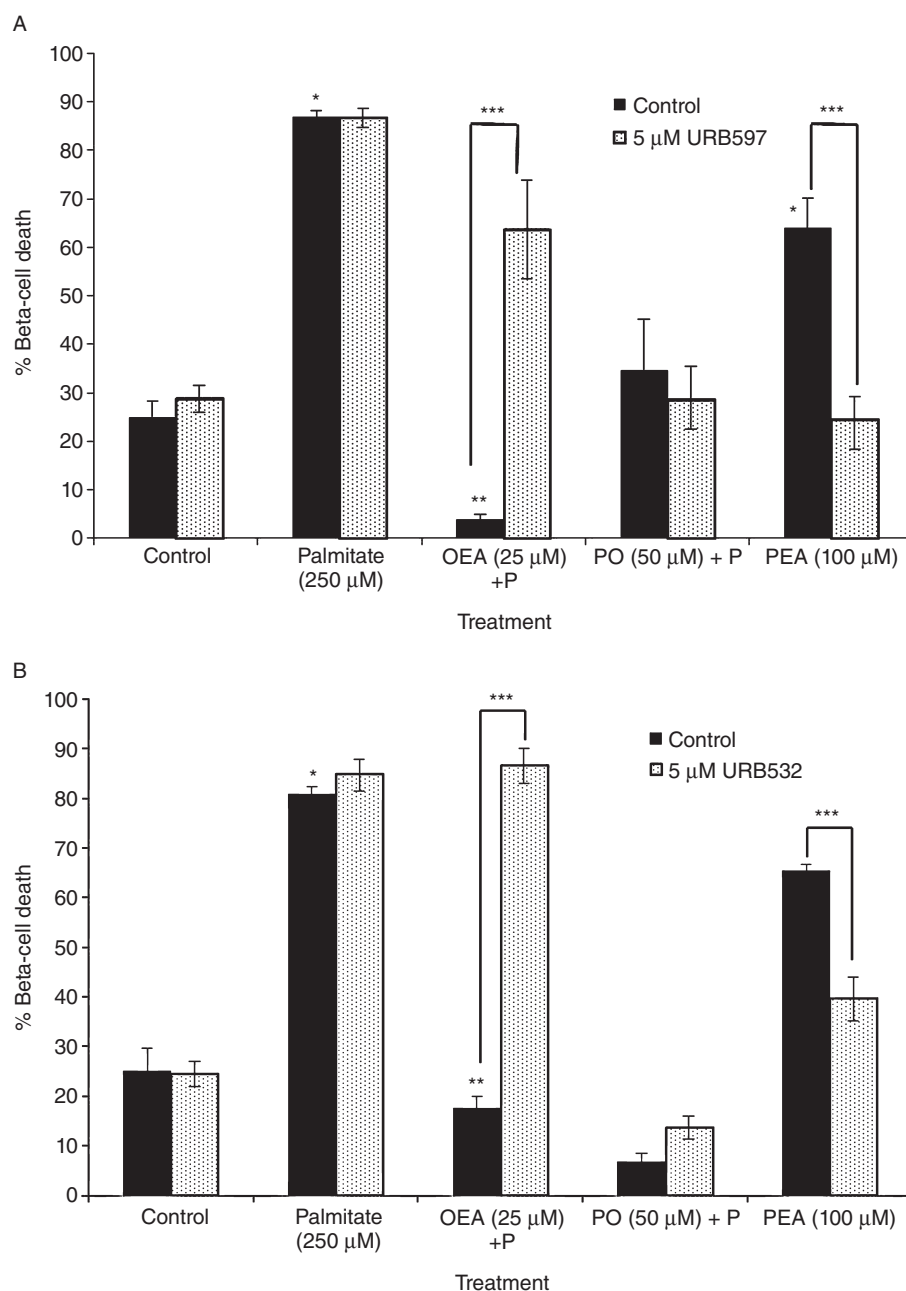 A
100
90
80
70
60
50
40
30
20
10
0
% Beta-cell death
*
***
**
*
***
Control
5 μM URB597
Control
Palmitate
(250 μM)
OEA (25 μM)
+P
PO (50 μM) + P
PEA (100 μM)
Treatment
B
100
90
80
70
60
50
40
30
20
10
0
% Beta-cell death
*
***
**
***
Control
5 μM URB532
Control
Palmitate
(250 μM)
OEA (25 μM)
+P
PO (50 μM) + P
PEA (100 μM)
Treatment